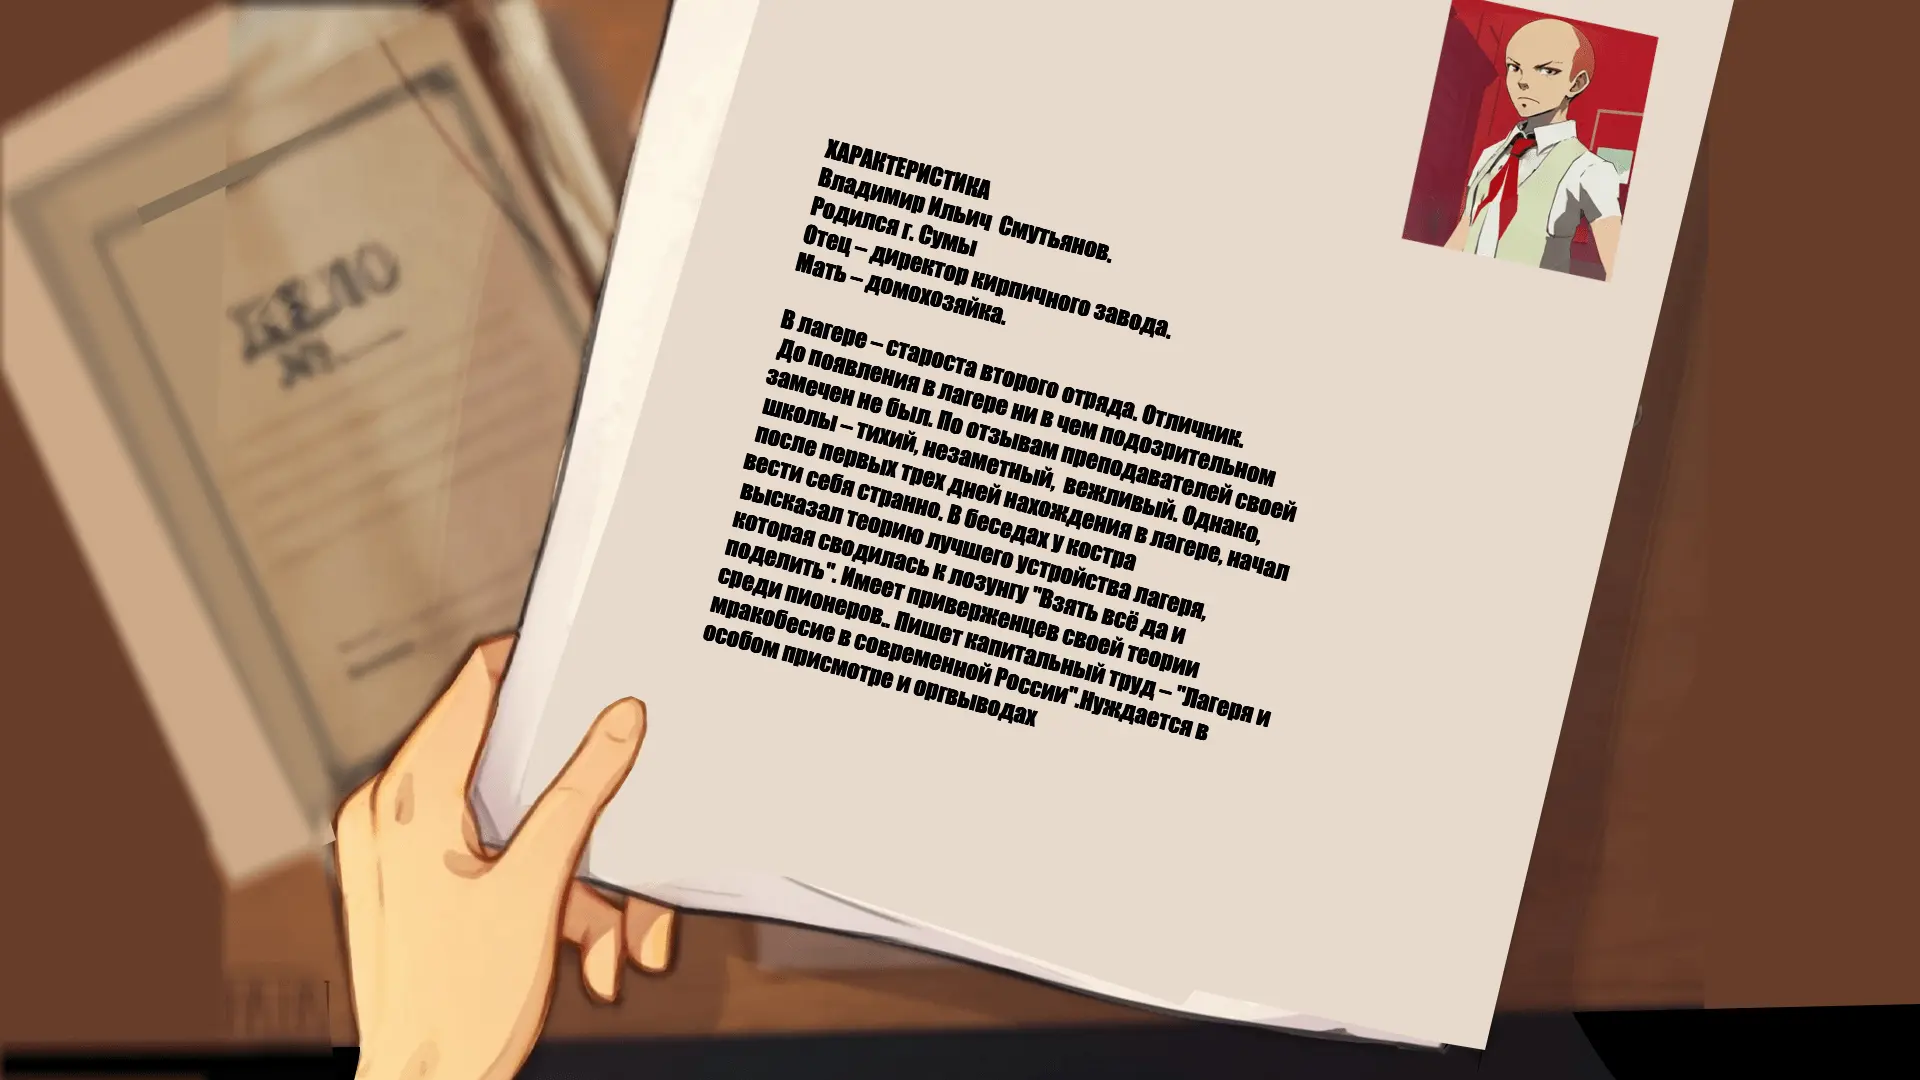 ХАРАКТЕРИСТИКА
Владимир Ильич Смутьянов.
Родился г. Сумы
Отец – директор кирпичного завода.
Мать – домохозяйка.
В лагере – староста второго отряда. Отличник.
До появления в лагере ни в чем подозрительном
замечен не был. По отзывам преподавателей своей
школы – тихий, незаметный, вежливый. Однако,
после первых трех дней нахождения в лагере, начал
вести себя странно. В беседах у костра
высказал теорию лучшего устройства лагеря,
которая сводилась к лозунгу "Взять всё да и
поделить". Имеет приверженцев своей теории
среди пионеров.. Пишет капитальный труд – "Лагеря и
мракобесие в современной России".Нуждается в
особом присмотре и оргвыводах
ДЕЛО
№